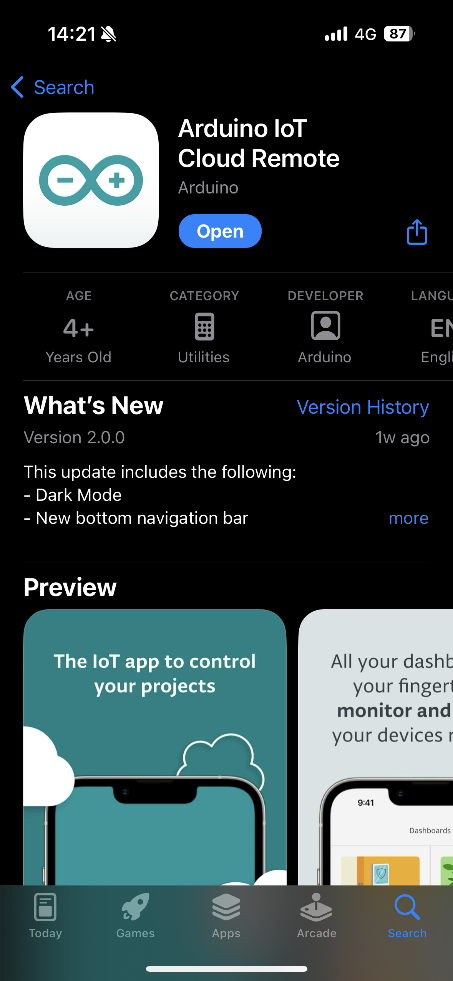 14:21
4G
87
Search
Arduino IoT
Cloud Remote
Arduino
Open
AGE
CATEGORY
DEVELOPER
LANGU
4+
EN
Years Old
Utilities
Arduino
Engli
What's New
Version History
Version 2.0.0
1w ago
This update includes the following:
- Dark Mode
- New bottom navigation bar
more
Preview
The IoT app to control
your projects
All your dashb
your fingert
monitor and
your devices r
9:41
Dashboards
Today
Games
Apps
Arcade
Search